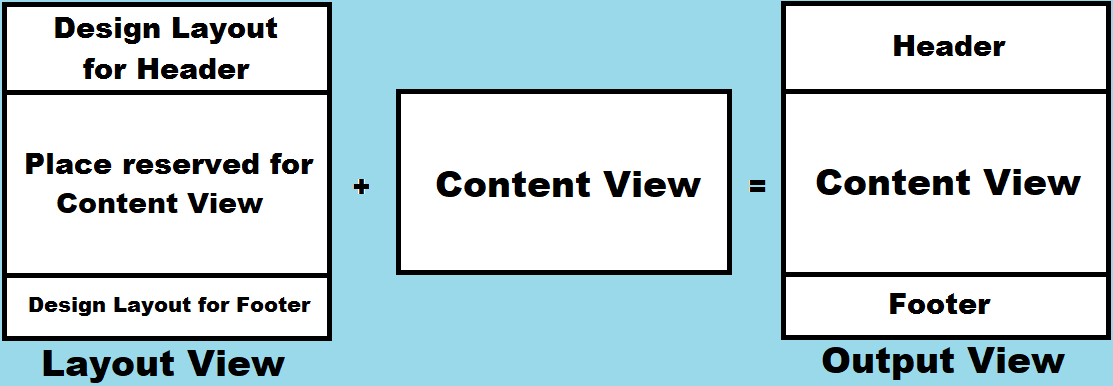 Design Layout
for Header
Place reserved for
Content View
Design Layout for Footer
Layout View
+
Content View
=
Header
Content View
Footer
Output View